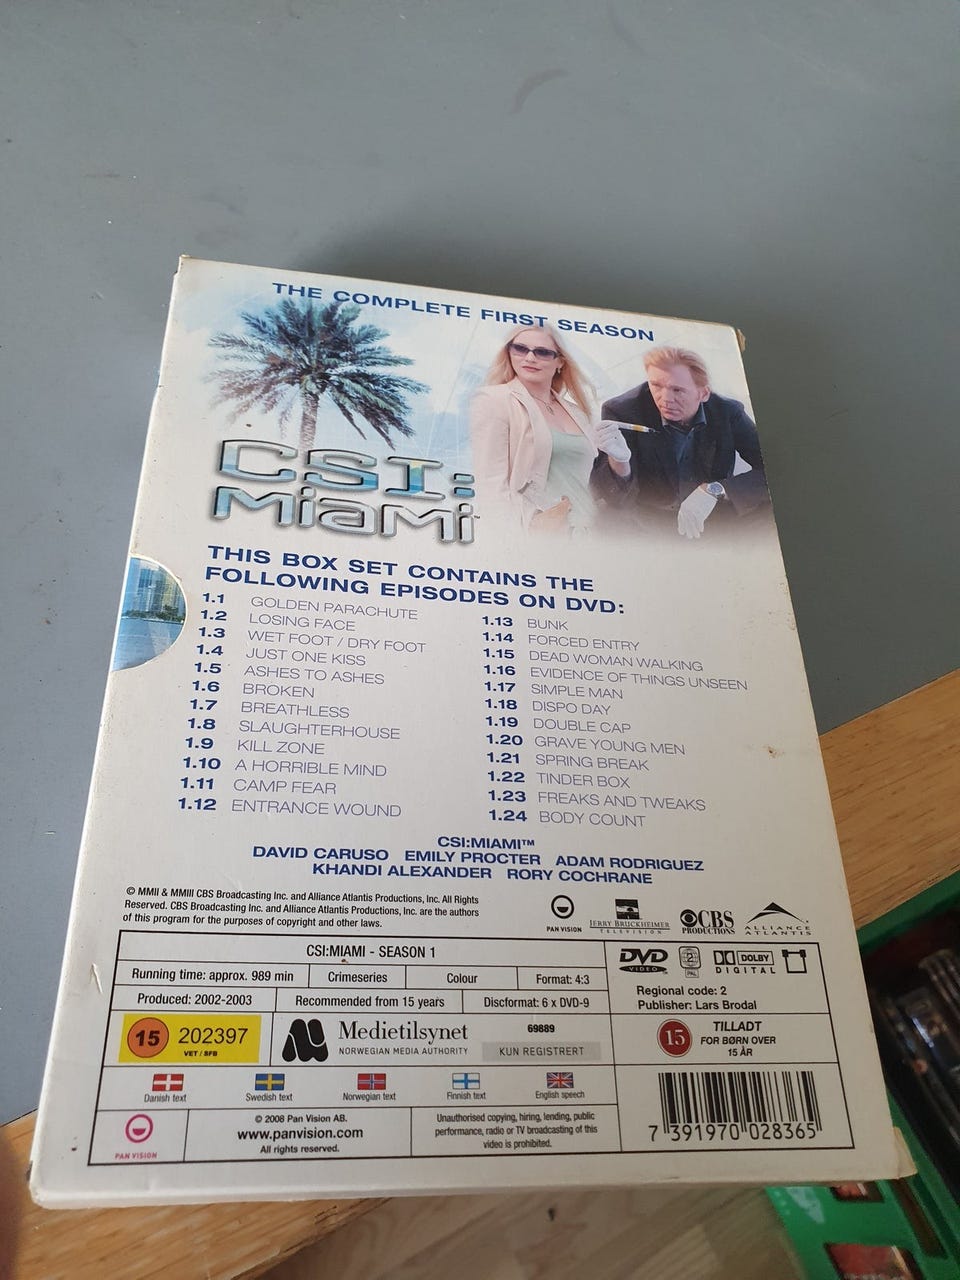 THE COMPLETE FIRST SEASON
CSI:
Miami™
THIS BOX SET CONTAINS THE
FOLLOWING EPISODES ON DVD:
1.1 GOLDEN PARACHUTE
1.2 LOSING FACE
1.3 WET FOOT / DRY FOOT
1.4 JUST ONE KISS
1.5 ASHES TO ASHES
1.6 BROKEN
1.7 BREATHLESS
1.8 SLAUGHTERHOUSE
1.9 KILL ZONE
1.10 A HORRIBLE MIND
1.11 CAMP FEAR
1.12 ENTRANCE WOUND
1.13 BUNK
1.14 FORCED ENTRY
1.15 DEAD WOMAN WALKING
1.16 EVIDENCE OF THINGS UNSEEN
1.17 SIMPLE MAN
1.18 DISPO DAY
1.19 DOUBLE CAP
1.20 GRAVE YOUNG MEN
1.21 SPRING BREAK
1.22 TINDER BOX
1.23 FREAKS AND TWEAKS
1.24 BODY COUNT
CSI:MIAMI™
DAVID CARUSO EMILY PROCTER ADAM RODRIGUEZ
KHANDI ALEXANDER RORY COCHRANE
© MMII & MMIII CBS Broadcasting Inc. and Alliance Atlantis Productions, Inc. All Rights
Reserved. CBS Broadcasting Inc. and Alliance Atlantis Productions, Inc. are the authors
of this program for the purposes of copyright and other laws.
PAN VISION
JERRY BRUCKHEIMER
TELEVISION
CBS
PRODUCTIONS
ALLIANCE
ATLANTIS
CSI:MIAMI - SEASON 1
Running time: approx. 989 min Crimeseries Colour Format: 4:3
Produced: 2002-2003 Recommended from 15 years Discformat: 6 x DVD-9
DVD
VIDEO
2
PAL
DOLBY
DIGITAL
Regional code: 2
Publisher: Lars Brodal
15 202397
VET / SFB
Medietilsynet
NORWEGIAN MEDIA AUTHORITY
69889
KUN REGISTRERT
15 TILLADT
FOR BØRN OVER
15 ÅR
Danish text Swedish text Norwegian text Finnish text English speech
PAN VISION
© 2008 Pan Vision AB.
www.panvision.com
All rights reserved.
Unauthorised copying, hiring, lending, public
performance, radio or TV broadcasting of this
video is prohibited.
7 391970 028365